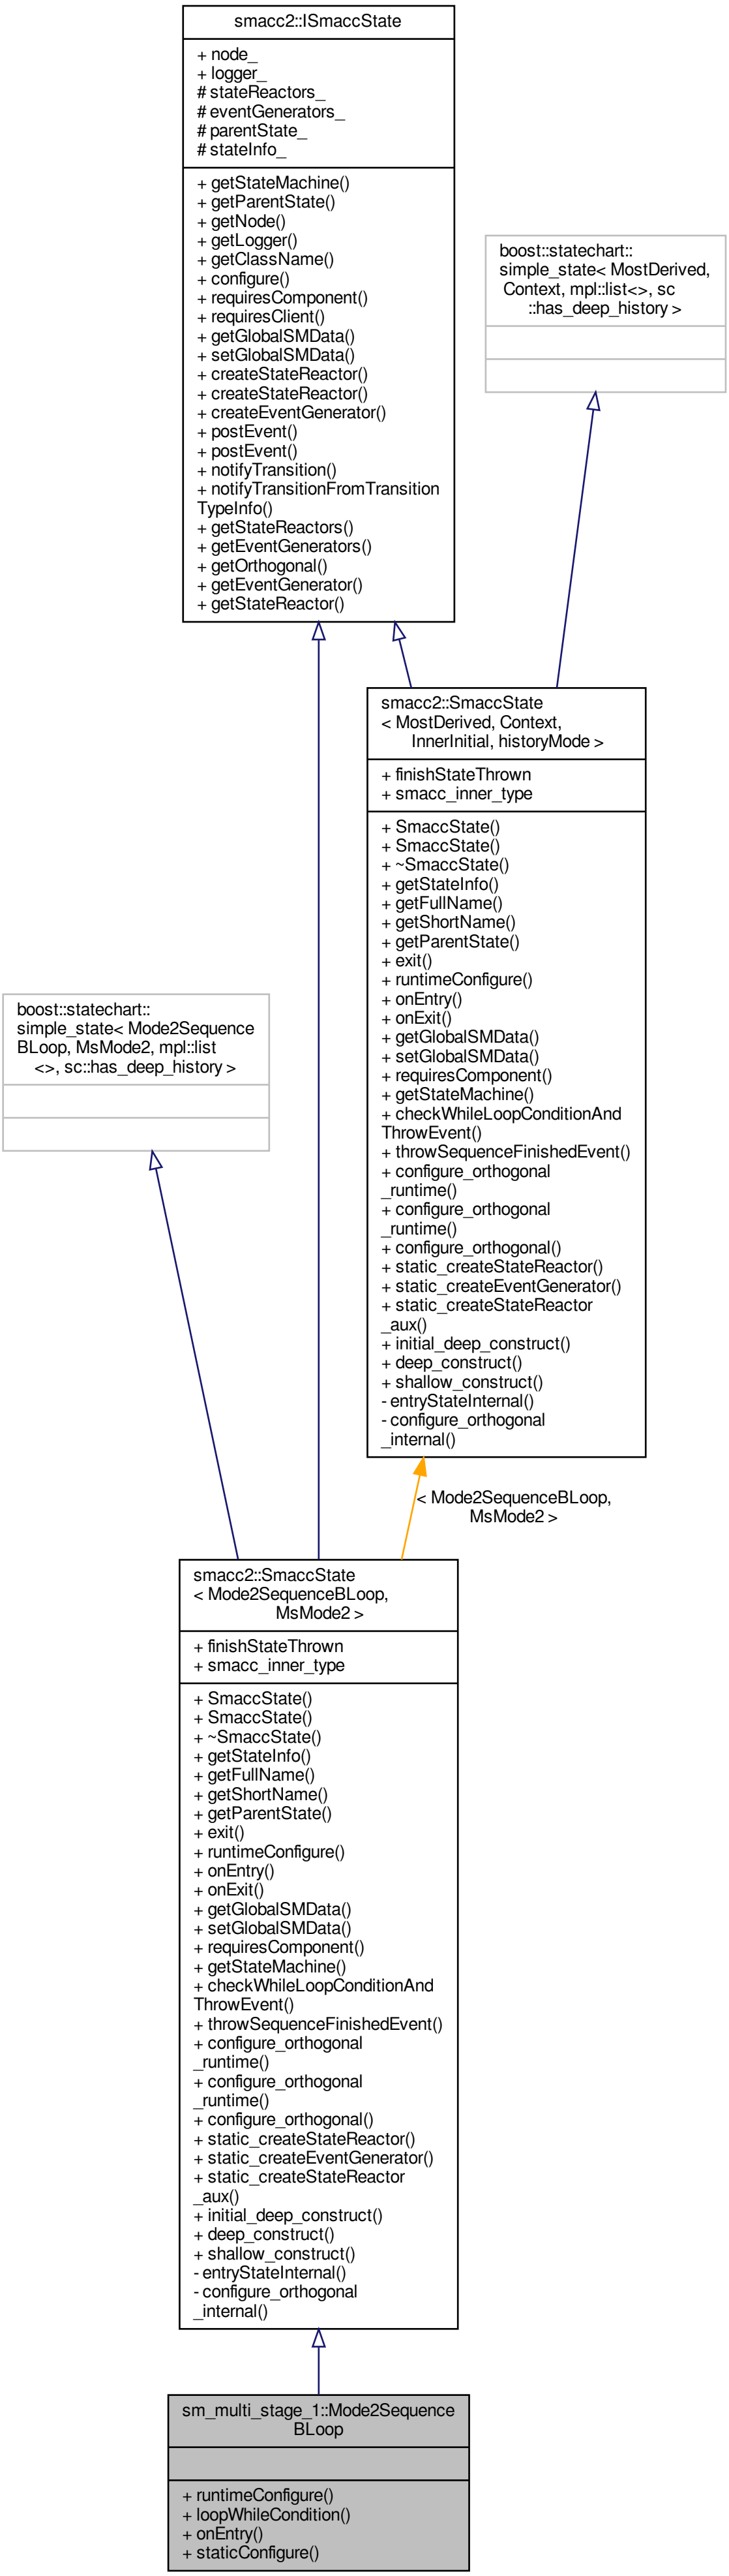 smacc2::ISmaccState
+ node_
+ logger_
# stateReactors_
# eventGenerators_
# parentState_
# stateInfo_
+ getStateMachine()
+ getParentState()
+ getNode()
+ getLogger()
+ getClassName()
+ configure()
+ requiresComponent()
+ requiresClient()
+ getGlobalSMData()
+ setGlobalSMData()
+ createStateReactor()
+ createStateReactor()
+ createEventGenerator()
+ postEvent()
+ postEvent()
+ notifyTransition()
+ notifyTransitionFromTransition
TypeInfo()
+ getStateReactors()
+ getEventGenerators()
+ getOrthogonal()
+ getEventGenerator()
+ getStateReactor()
boost::statechart::
simple_state< MostDerived,
Context, mpl::list<>, sc
::has_deep_history >
smacc2::SmaccState
< MostDerived, Context,
InnerInitial, historyMode >
+ finishStateThrown
+ smacc_inner_type
+ SmaccState()
+ SmaccState()
+ ~SmaccState()
+ getStateInfo()
+ getFullName()
+ getShortName()
+ getParentState()
+ exit()
+ runtimeConfigure()
+ onEntry()
+ onExit()
+ getGlobalSMData()
+ setGlobalSMData()
+ requiresComponent()
+ getStateMachine()
+ checkWhileLoopConditionAnd
ThrowEvent()
+ throwSequenceFinishedEvent()
+ configure_orthogonal
_runtime()
+ configure_orthogonal
_runtime()
+ configure_orthogonal()
+ static_createStateReactor()
+ static_createEventGenerator()
+ static_createStateReactor
_aux()
+ initial_deep_construct()
+ deep_construct()
+ shallow_construct()
- entryStateInternal()
- configure_orthogonal
_internal()
boost::statechart::
simple_state< Mode2Sequence
BLoop, MsMode2, mpl::list
<>, sc::has_deep_history >
< Mode2SequenceBLoop,
MsMode2 >
smacc2::SmaccState
< Mode2SequenceBLoop,
MsMode2 >
+ finishStateThrown
+ smacc_inner_type
+ SmaccState()
+ SmaccState()
+ ~SmaccState()
+ getStateInfo()
+ getFullName()
+ getShortName()
+ getParentState()
+ exit()
+ runtimeConfigure()
+ onEntry()
+ onExit()
+ getGlobalSMData()
+ setGlobalSMData()
+ requiresComponent()
+ getStateMachine()
+ checkWhileLoopConditionAnd
ThrowEvent()
+ throwSequenceFinishedEvent()
+ configure_orthogonal
_runtime()
+ configure_orthogonal
_runtime()
+ configure_orthogonal()
+ static_createStateReactor()
+ static_createEventGenerator()
+ static_createStateReactor
_aux()
+ initial_deep_construct()
+ deep_construct()
+ shallow_construct()
- entryStateInternal()
- configure_orthogonal
_internal()
sm_multi_stage_1::Mode2Sequence
BLoop
+ runtimeConfigure()
+ loopWhileCondition()
+ onEntry()
+ staticConfigure()